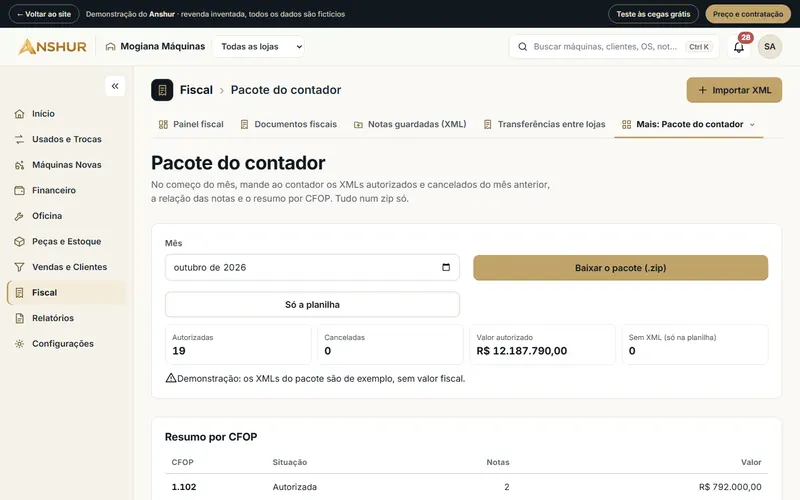 ← Voltar ao site
Demonstração do Anshur · revenda inventada, todos os dados são fictícios
Teste às cegas grátis
Preço e contratação
ANSHUR
Mogiana Máquinas
Todas as lojas
Buscar máquinas, clientes, OS, not...
Ctrl K
28
SA
«
Início
Usados e Trocas
Máquinas Novas
Financeiro
Oficina
Peças e Estoque
Vendas e Clientes
Fiscal
Relatórios
Configurações
Fiscal › Pacote do contador
+ Importar XML
Painel fiscal
Documentos fiscais
Notas guardadas (XML)
Transferências entre lojas
Mais: Pacote do contador
Pacote do contador
No começo do mês, mande ao contador os XMLs autorizados e cancelados do mês anterior,
a relação das notas e o resumo por CFOP. Tudo num zip só.
Mês
outubro de 2026
Baixar o pacote (.zip)
Só a planilha
Autorizadas
19
Canceladas
0
Valor autorizado
R$ 12.187.790,00
Sem XML (só na planilha)
0
Demonstração: os XMLs do pacote são de exemplo, sem valor fiscal.
Resumo por CFOP
CFOP Situação Notas Valor
1.102 Autorizada 2 R$ 792.000,00